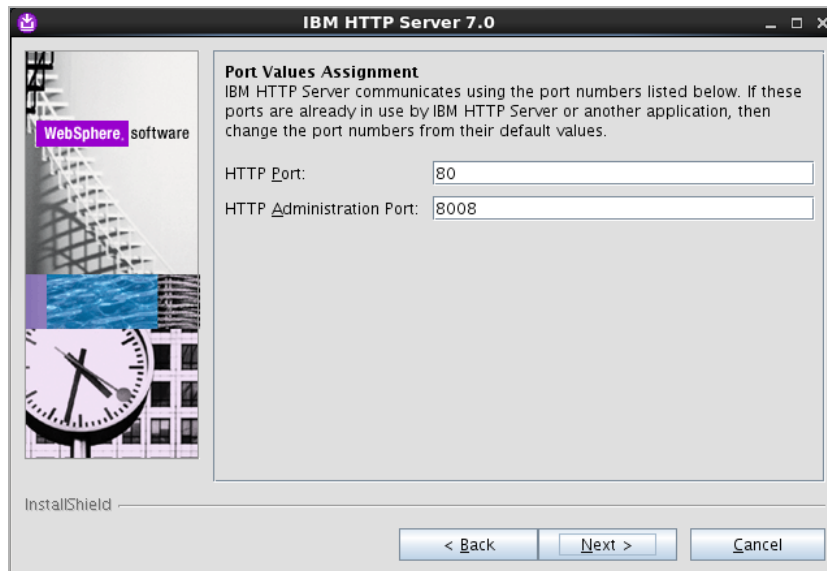 IBM HTTP Server 7.0
WebSphere. software
Port Values Assignment
IBM HTTP Server communicates using the port numbers listed below. If these
ports are already in use by IBM HTTP Server or another application, then
change the port numbers from their default values.
HTTP Port: 80
HTTP Administration Port: 8008
InstallShield
< Back Next > Cancel